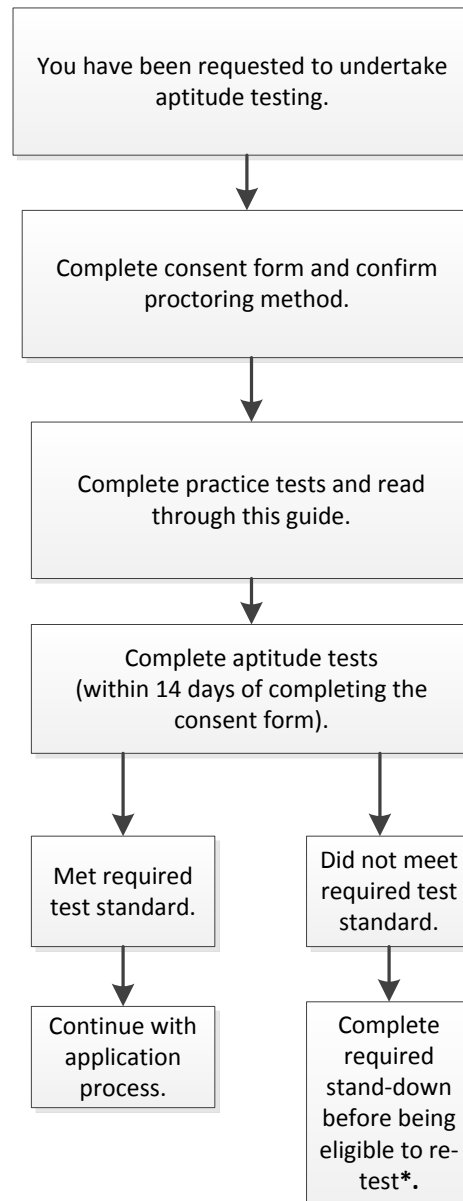 You have been requested to undertake
aptitude testing.
Complete consent form and confirm
proctoring method.
Complete practice tests and read
through this guide.
Complete aptitude tests
(within 14 days of completing the
consent form).
Met required
test standard.
Did not meet
required test
standard.
Continue with
application
process.
Complete
required
stand-down
before being
eligible to re-
test*.